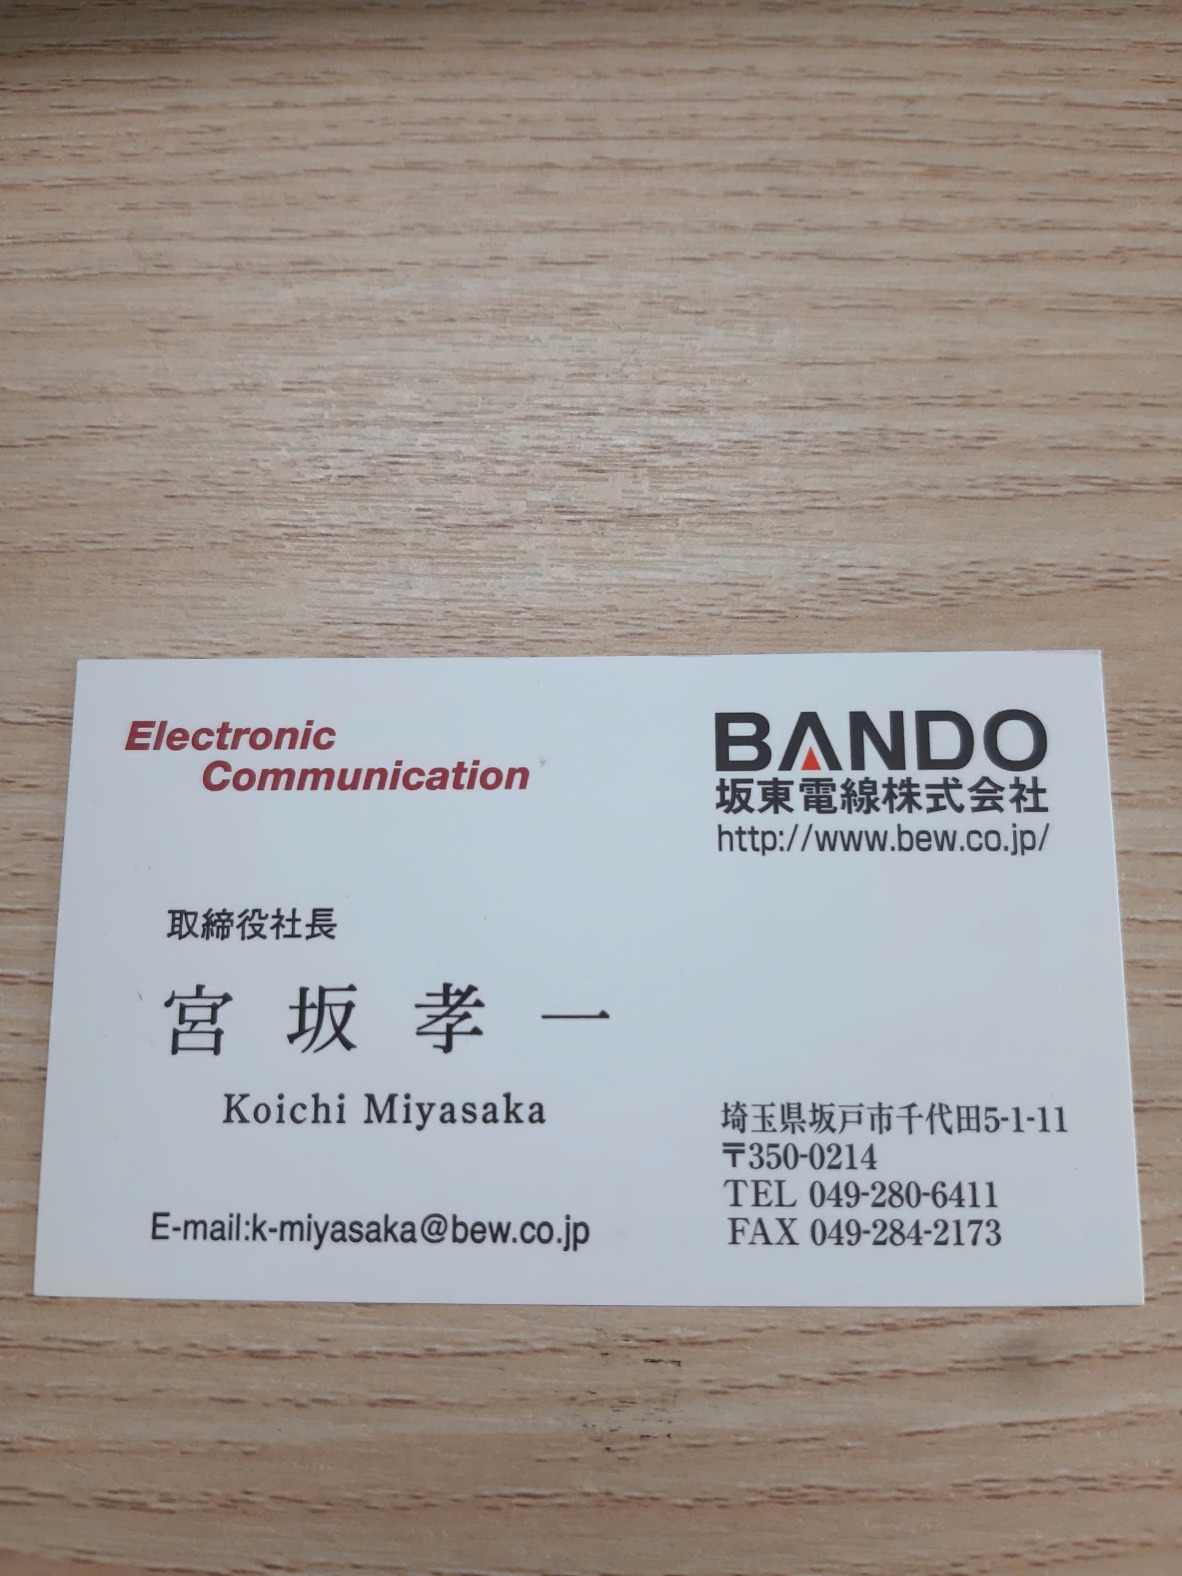 Electronic
Communication
BANDO
坂東電線株式会社
http://www.bew.co.jp/
取締役社長
宮坂孝一
Koichi Miyasaka
E-mail:k-miyasaka@bew.co.jp
埼玉県坂戸市千代田5-1-11
〒350-0214
TEL 049-280-6411
FAX 049-284-2173